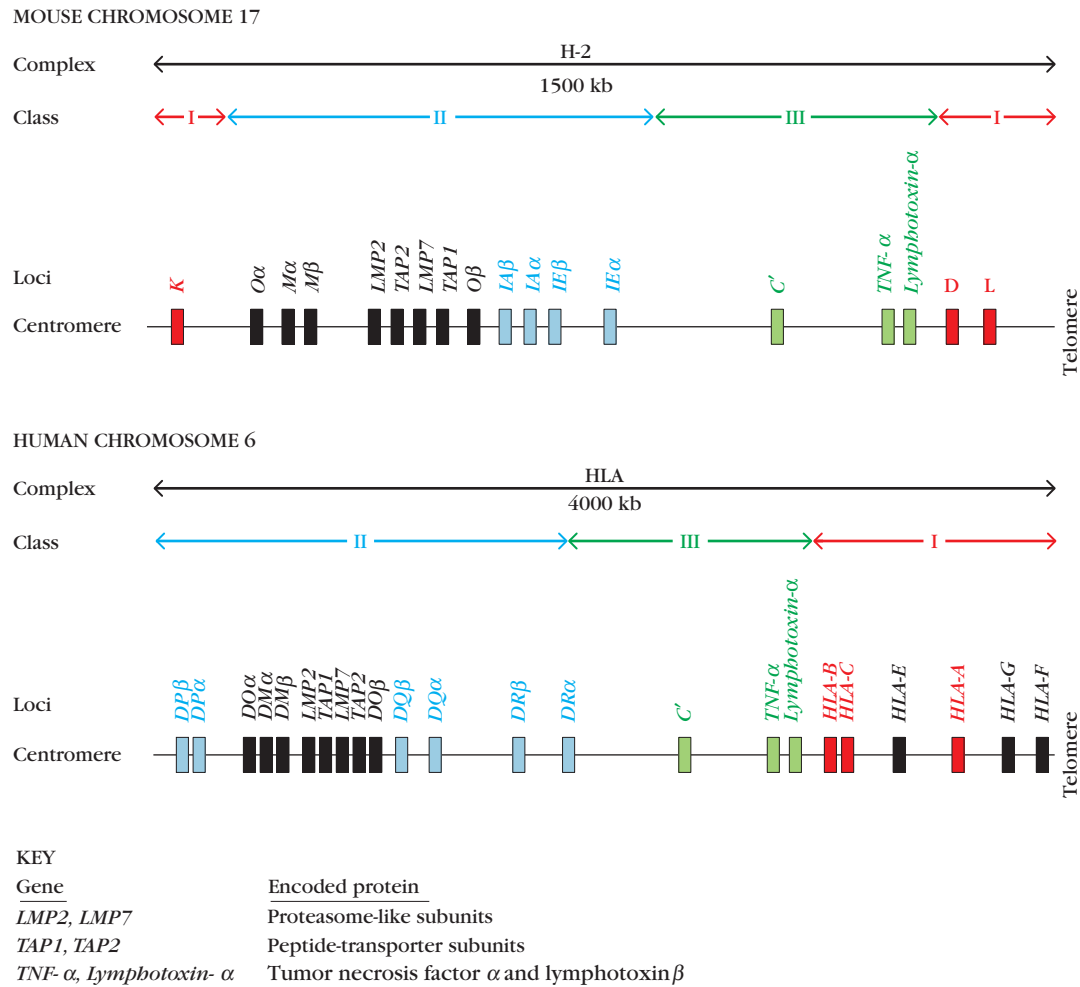 MOUSE CHROMOSOME 17
Complex H-2
1500 kb
Class I II III I
Loci K Oα Mα Mβ LMP2 TAP2 LMP7 TAP1 Oβ IAβ IAα IEβ IEα C' TNF- α Lymphotoxin-α D L
Centromere Telomere
HUMAN CHROMOSOME 6
Complex HLA
4000 kb
Class II III I
Loci DPβ DPα DOα DMα DMβ LMP2 TAP1 LMP7 TAP2 DOβ DQβ DQα DRβ DRα C' TNF-α Lymphotoxin-α HLA-B HLA-C HLA-E HLA-A HLA-G HLA-F
Centromere Telomere
KEY
Gene Encoded protein
LMP2, LMP7 Proteasome-like subunits
TAP1, TAP2 Peptide-transporter subunits
TNF- α, Lymphotoxin- α Tumor necrosis factor α and lymphotoxin β